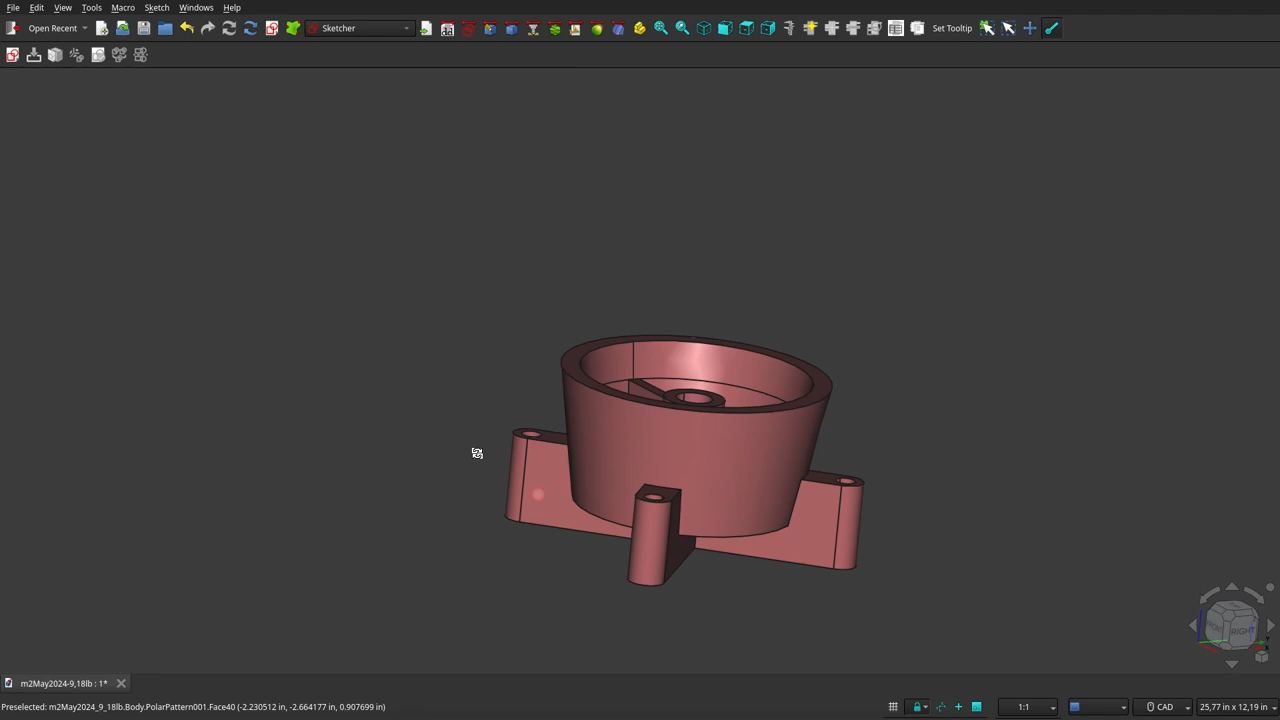 File Edit View Tools Macro Sketch Windows Help
Open Recent Sketcher Set Tooltip
RIGHT
m2May2024-9,18lb : 1*
Preselected: m2May2024_9_18lb.Body.PolarPattern001.Face40 (-2.230512 in, -2.664177 in, 0.907699 in) 1:1 CAD 25,77 in x 12,19 in